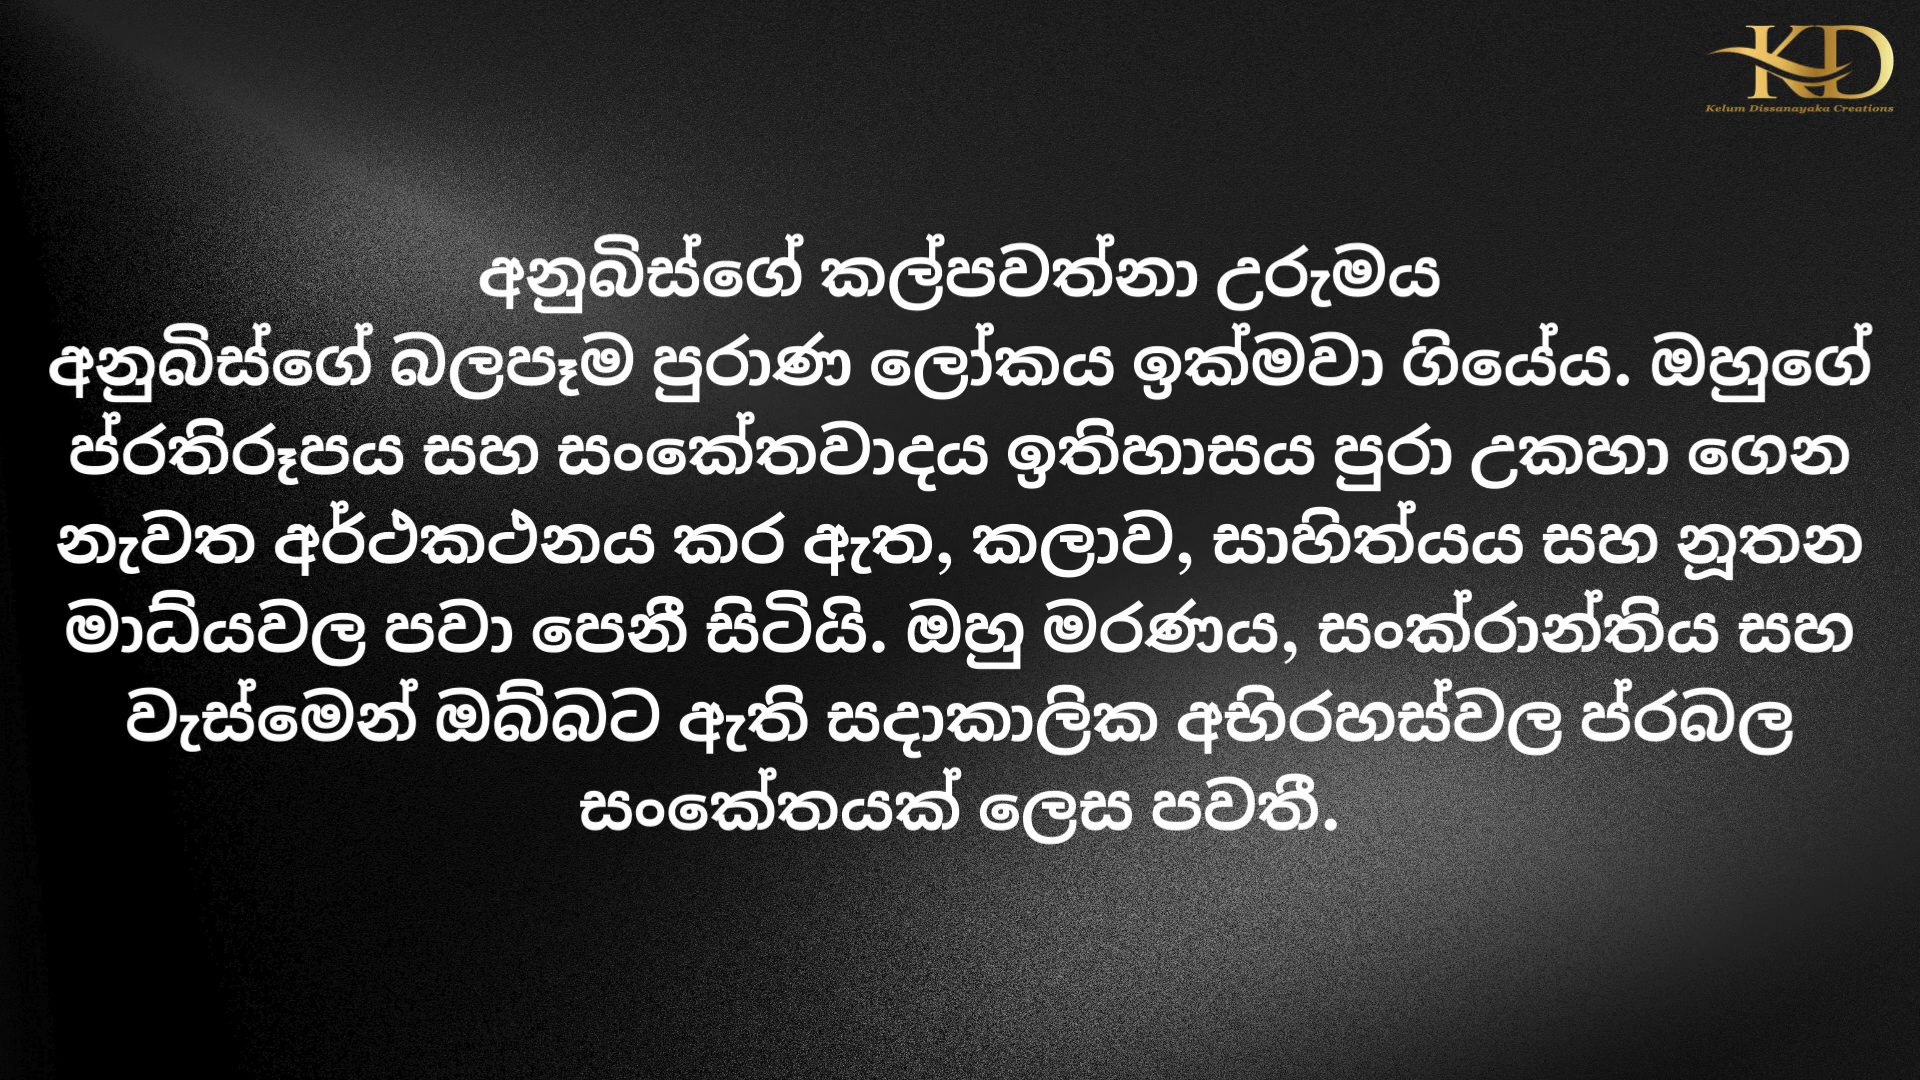 KD
Kelum Dissanayaka Creations
අනුබිස්ගේ කල්පවත්නා උරුමය
අනුබිස්ගේ බලපෑම පුරාණ ලෝකය ඉක්මවා ගියේය. ඔහුගේ
ප්රතිරූපය සහ සංකේතවාදය ඉතිහාසය පුරා උකහා ගෙන
නැවත අර්ථකථනය කර ඇත, කලාව, සාහිත්යය සහ නූතන
මාධ්යවල පවා පෙනී සිටියි. ඔහු මරණය, සංක්රාන්තිය සහ
වැස්මෙන් ඔබ්බට ඇති සදාකාලික අභිරහස්වල ප්රබල
සංකේතයක් ලෙස පවතී.